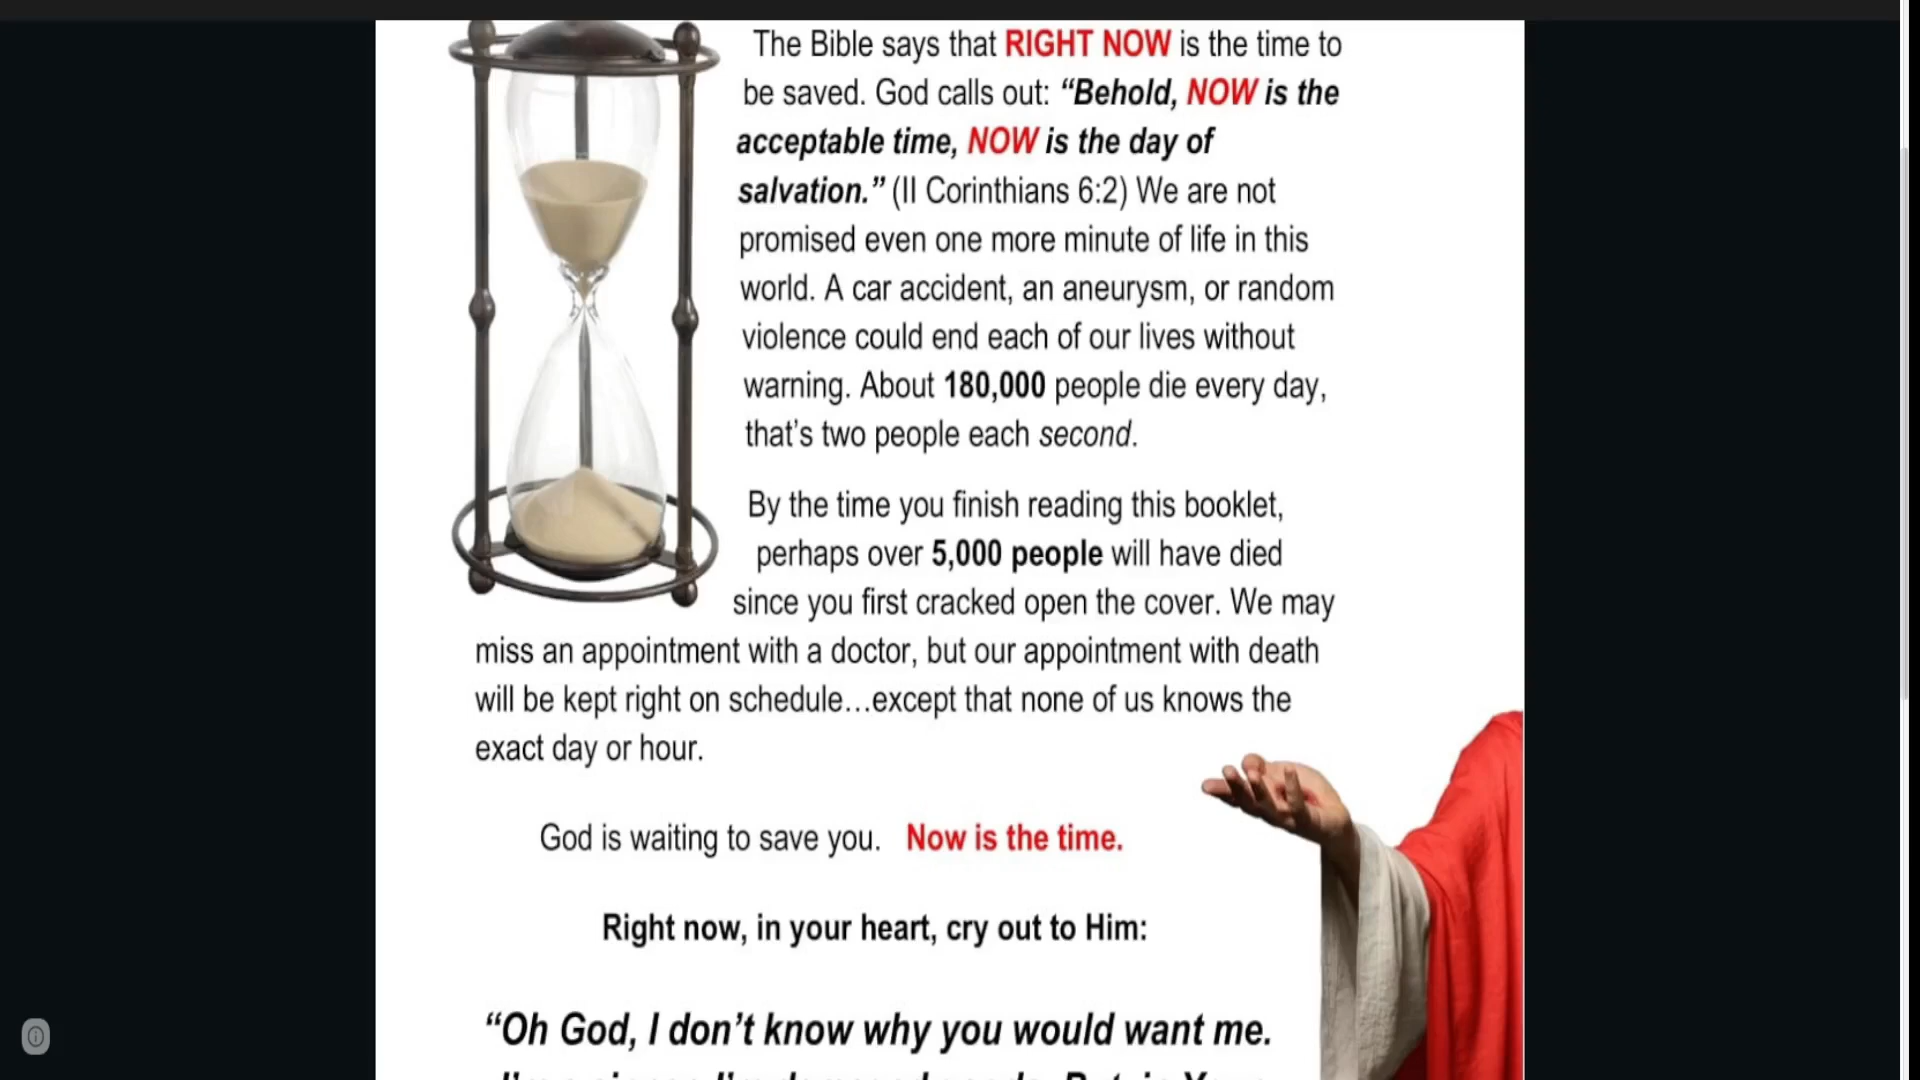 The Bible says that RIGHT NOW is the time to
be saved. God calls out: “Behold, NOW is the
acceptable time, NOW is the day of
salvation.” (II Corinthians 6:2) We are not
promised even one more minute of life in this
world. A car accident, an aneurysm, or random
violence could end each of our lives without
warning. About 180,000 people die every day,
that’s two people each second.
By the time you finish reading this booklet,
perhaps over 5,000 people will have died
since you first cracked open the cover. We may
miss an appointment with a doctor, but our appointment with death
will be kept right on schedule…except that none of us knows the
exact day or hour.
God is waiting to save you. Now is the time.
Right now, in your heart, cry out to Him:
“Oh God, I don’t know why you would want me.